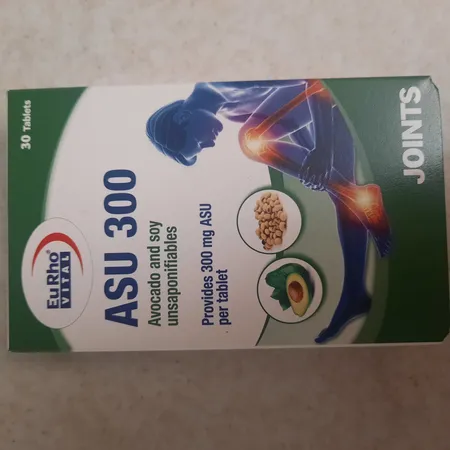 30 Tablets
EuRho®
VITAL
ASU 300
Avocado and soy
unsaponifiables
Provides 300 mg ASU
per tablet
JOINTS